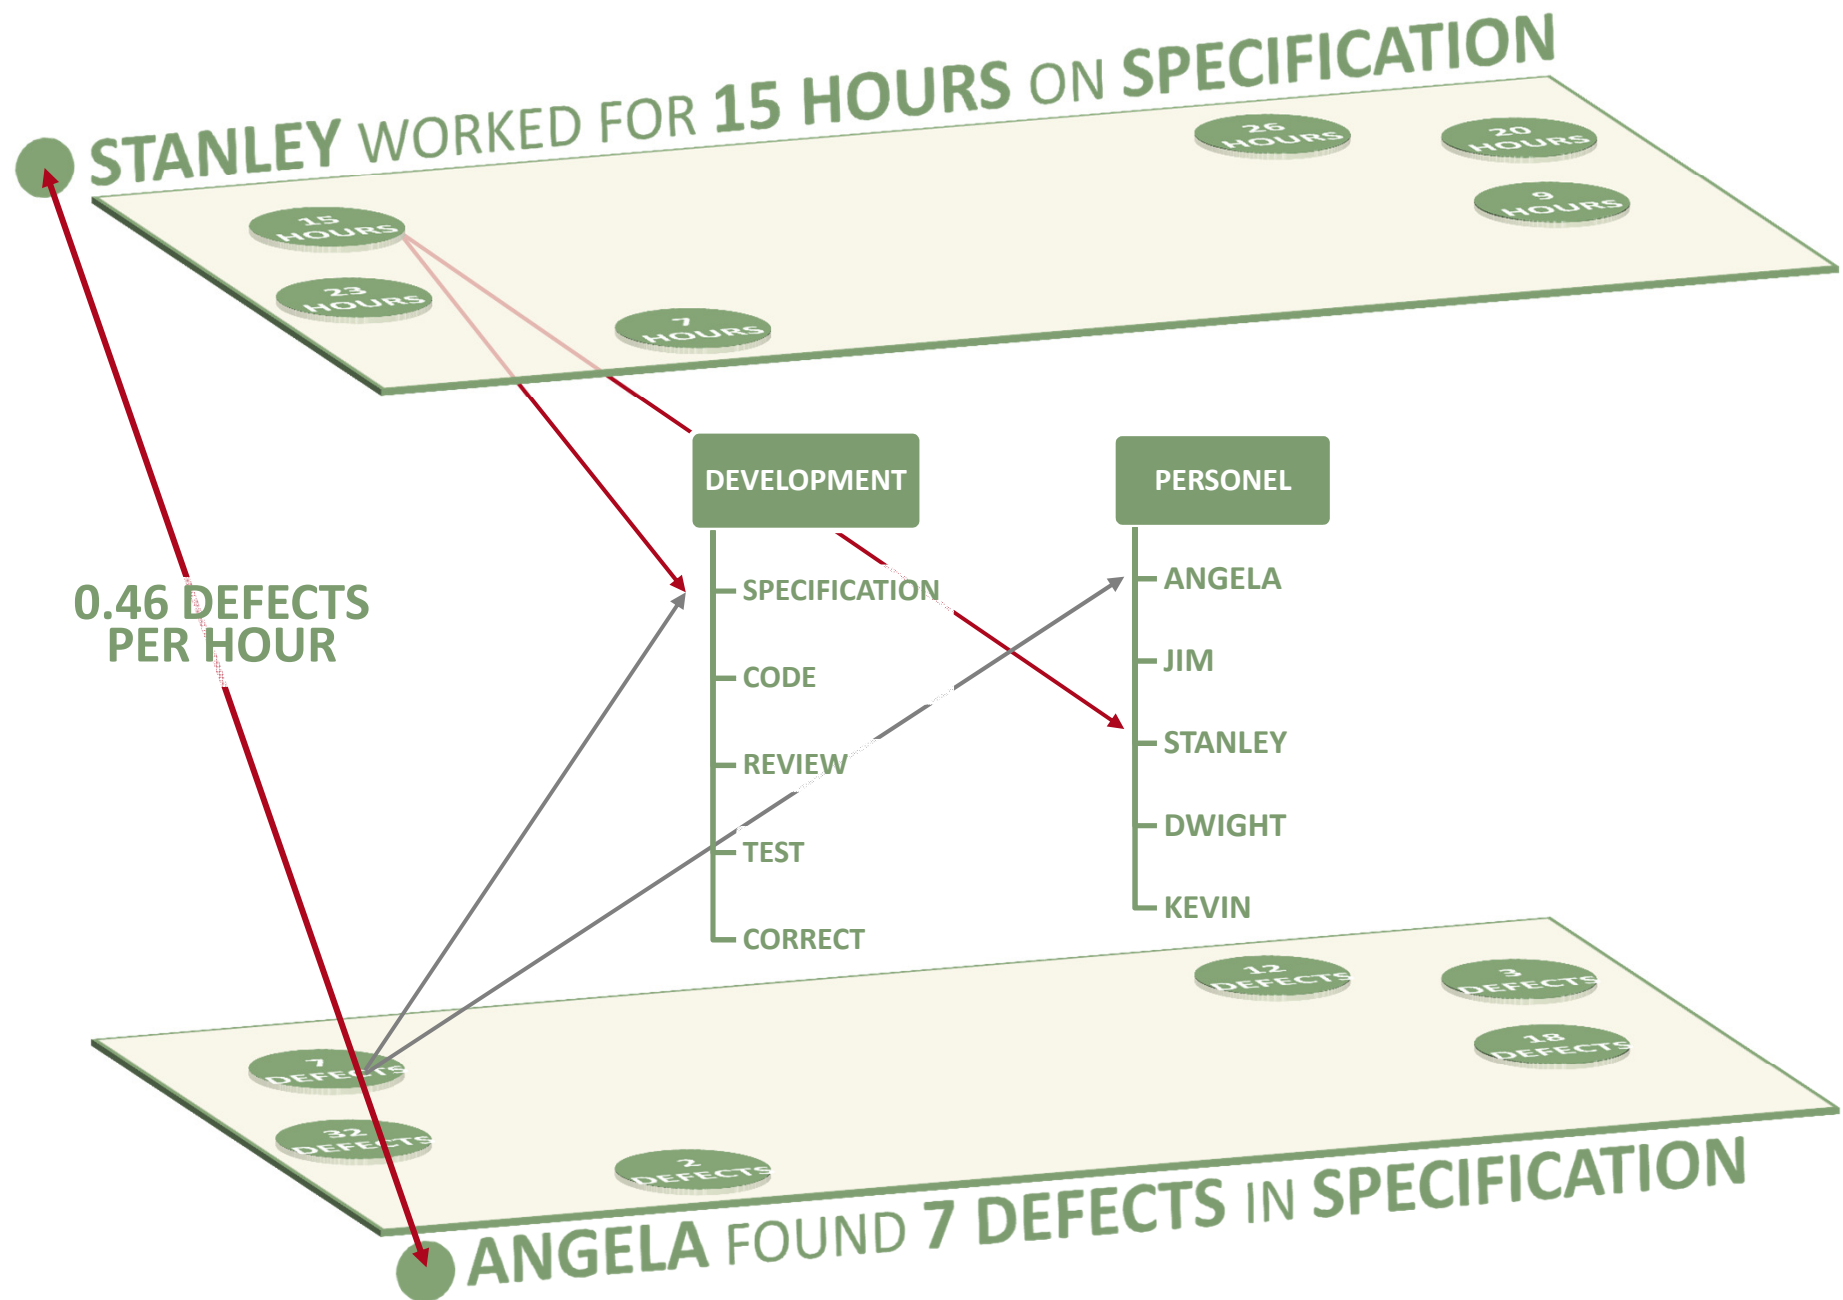 STANLEY WORKED FOR 15 HOURS ON SPECIFICATION
26
HOURS
20
HOURS
9
HOURS
15
HOURS
23
HOURS
7
HOURS
DEVELOPMENT
SPECIFICATION
CODE
REVIEW
TEST
CORRECT
PERSONEL
ANGELA
JIM
STANLEY
DWIGHT
KEVIN
0.46 DEFECTS
PER HOUR
12
DEFECTS
3
DEFECTS
18
DEFECTS
7
DEFECTS
32
DEFECTS
2
DEFECTS
ANGELA FOUND 7 DEFECTS IN SPECIFICATION